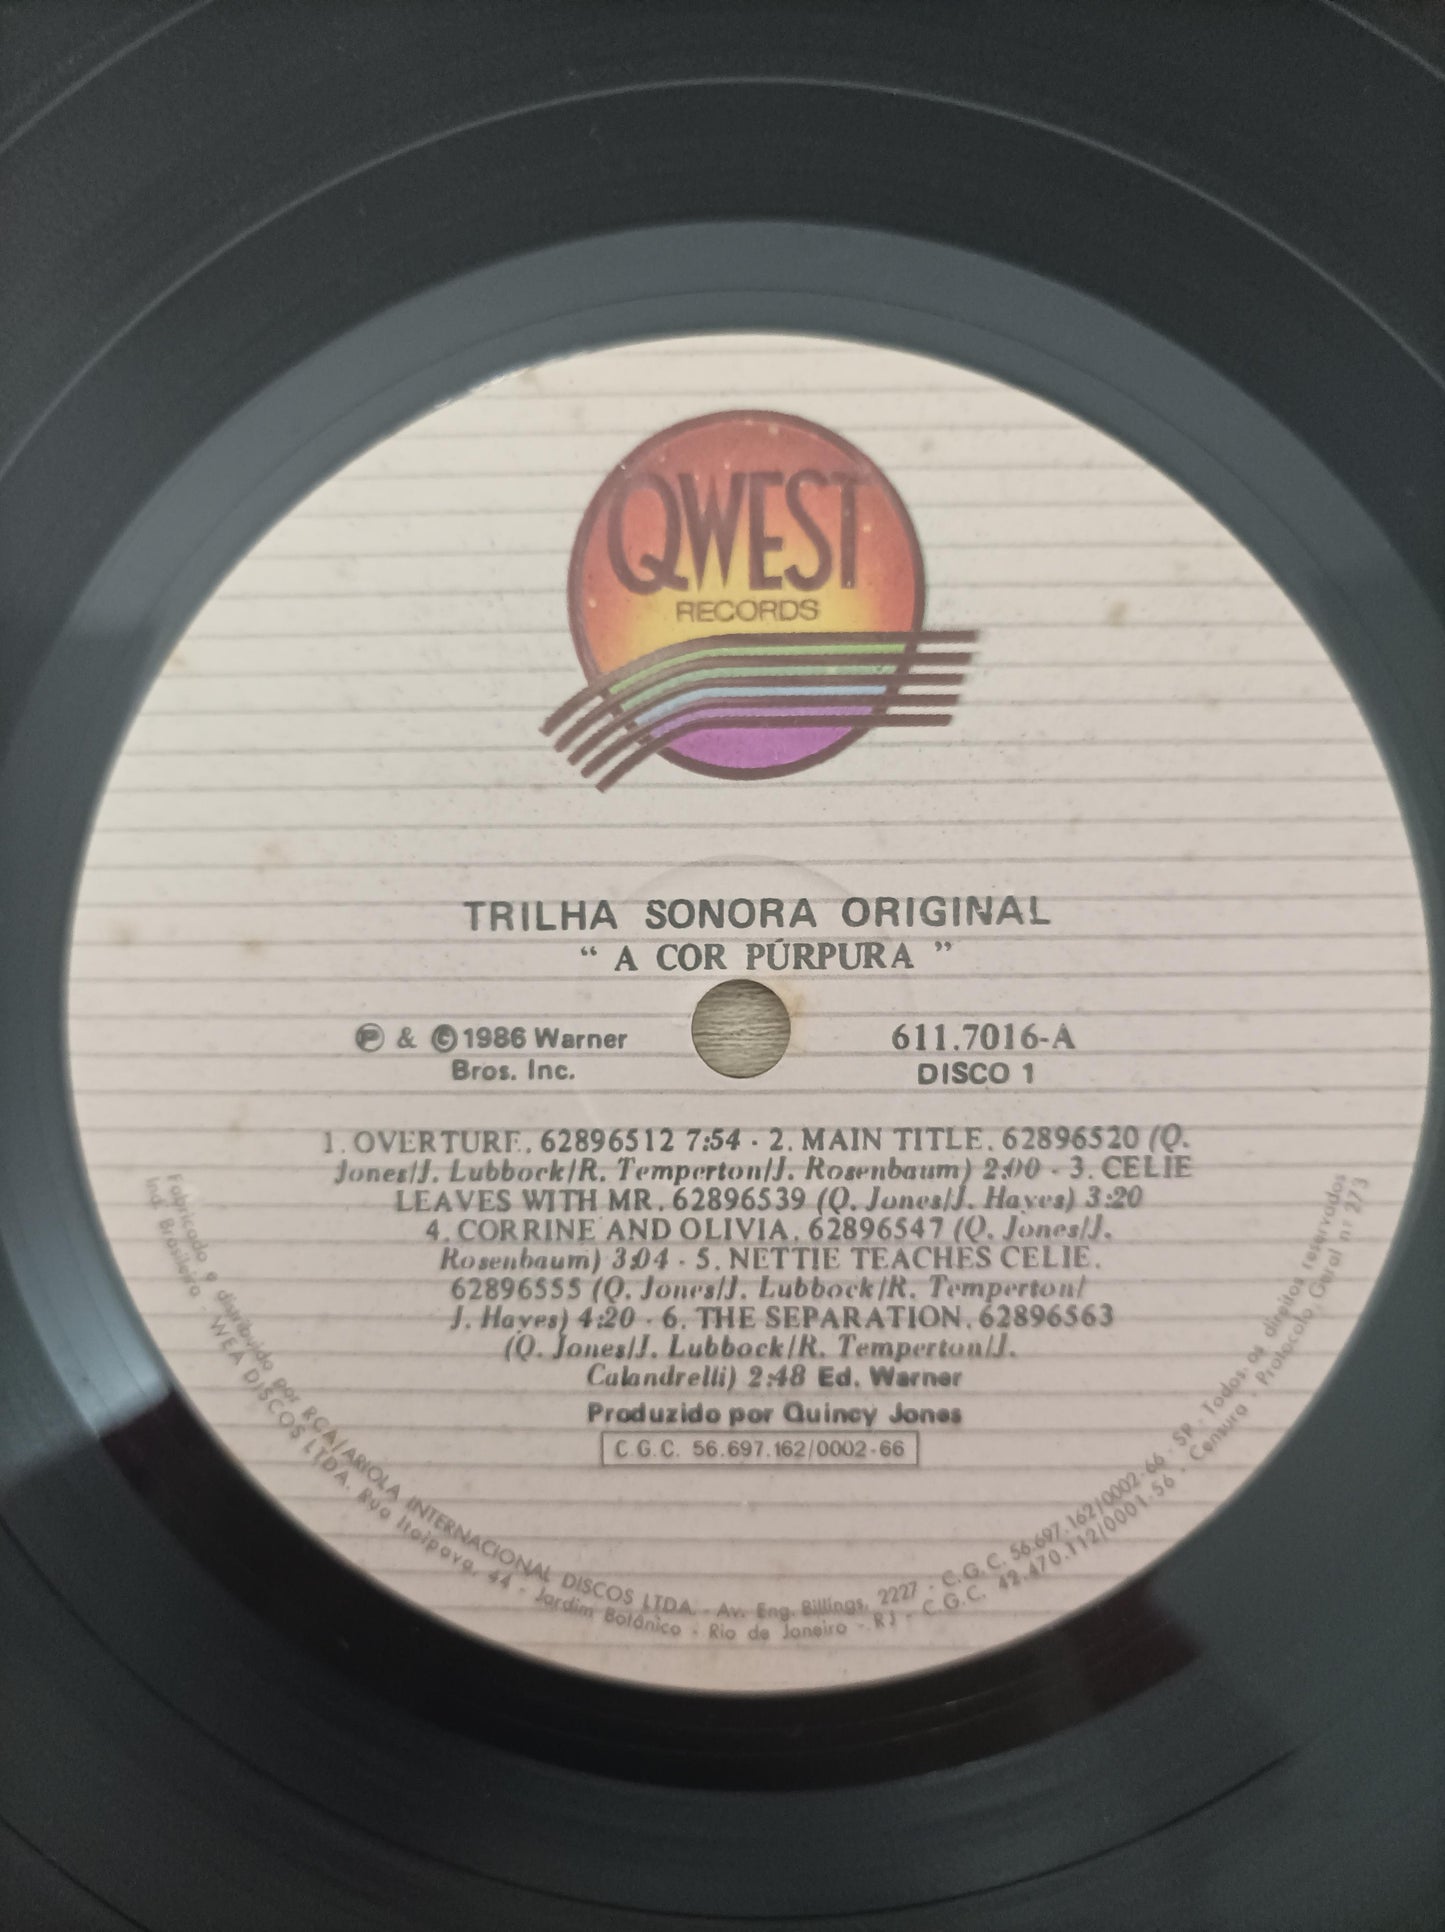 QWEST
RECORDS
TRILHA SONORA ORIGINAL
“ A COR PÚRPURA ”
Ⓟ & ©1986 Warner
Bros. Inc.
611.7016-A
DISCO 1
1. OVERTURE. 62896512 7:54 · 2. MAIN TITLE. 62896520 (Q.
Jones/J. Lubbock/R. Temperton/J. Rosenbaum) 2:00 · 3. CELIE
LEAVES WITH MR. 62896539 (Q. Jones/J. Hayes) 3:20
4. CORRINE AND OLIVIA. 62896547 (Q. Jones/J.
Rosenbaum) 3:04 · 5. NETTIE TEACHES CELIE.
62896555 (Q. Jones/J. Lubbock/R. Temperton/
J. Hayes) 4:20 · 6. THE SEPARATION. 62896563
(Q. Jones/J. Lubbock/R. Temperton/J.
Calandrelli) 2:48 Ed. Warner
Produzido por Quincy Jones
C.G.C. 56.697.162/0002-66
Fabricado e distribuído por RCA/ARIOLA INTERNACIONAL DISCOS LTDA. - Av. Eng. Billings, 2227 - C.G.C. 56.697.162/0002-66 - SP - Todos os direitos reservados
Ind. Brasileira - WEA DISCOS LTDA. Rua Itaipava, 44 - Jardim Botânico - Rio de Janeiro - RJ - C.G.C. 42.470.112/0001-56 - Censura - Protocolo Geral nº 273